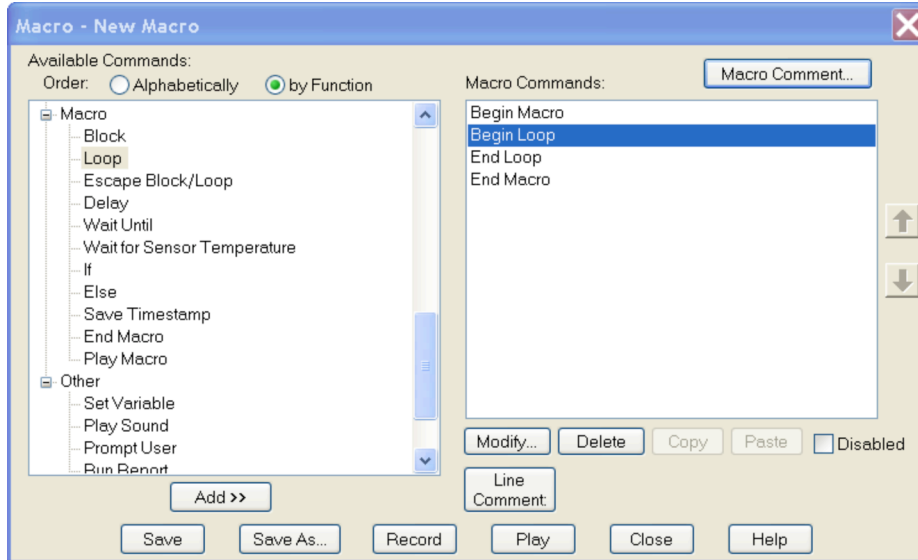 Macro - New Macro
Available Commands:
Order: Alphabetically by Function
Macro
Block
Loop
Escape Block/Loop
Delay
Wait Until
Wait for Sensor Temperature
If
Else
Save Timestamp
End Macro
Play Macro
Other
Set Variable
Play Sound
Prompt User
Run Report
Add >>
Macro Commands:
Macro Comment...
Begin Macro
Begin Loop
End Loop
End Macro
Modify... Delete Copy Paste Disabled
Line
Comment:
Save Save As... Record Play Close Help